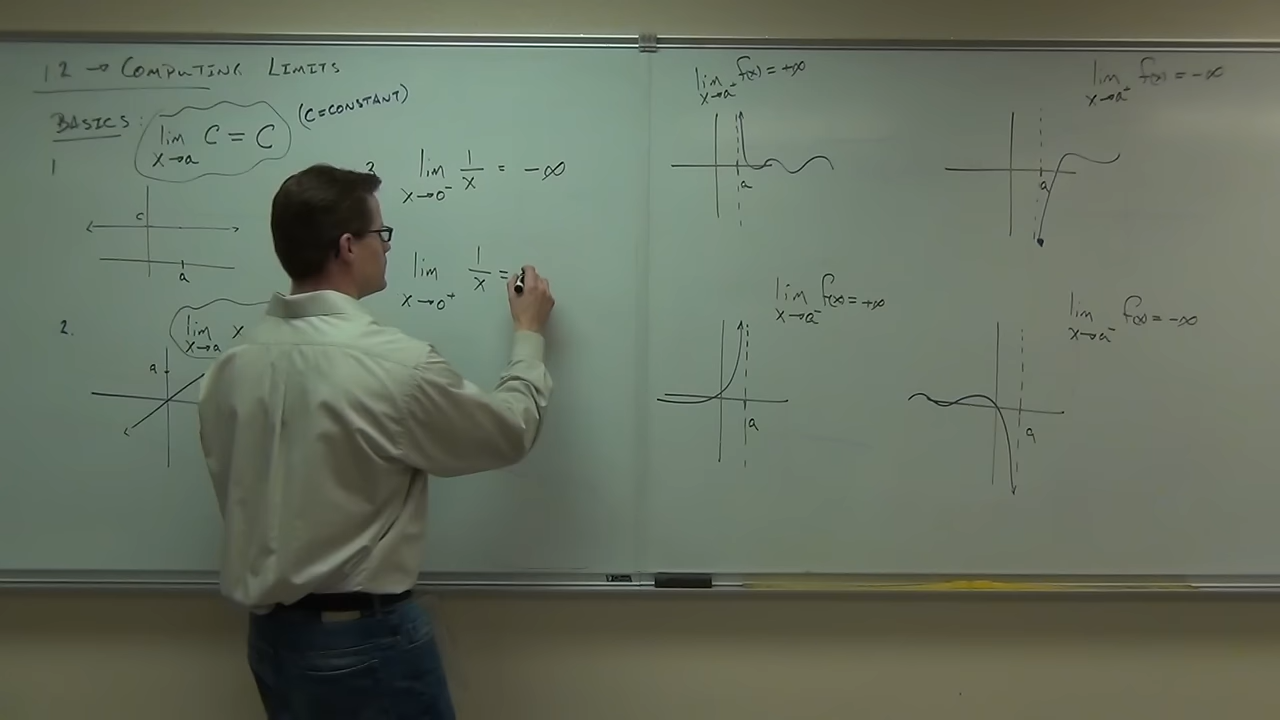 1.2 → COMPUTING LIMITS
BASICS:
(C=CONSTANT)
1
lim C = C
x→a
c
a
2.
lim x
x→a
a
3
lim 1/x = -∞
x→0⁻
lim 1/x =
x→0⁺
lim f(x) = +∞
x→a⁺
a
lim f(x) = -∞
x→a⁺
a
lim f(x) = +∞
x→a⁻
a
lim f(x) = -∞
x→a⁻
a